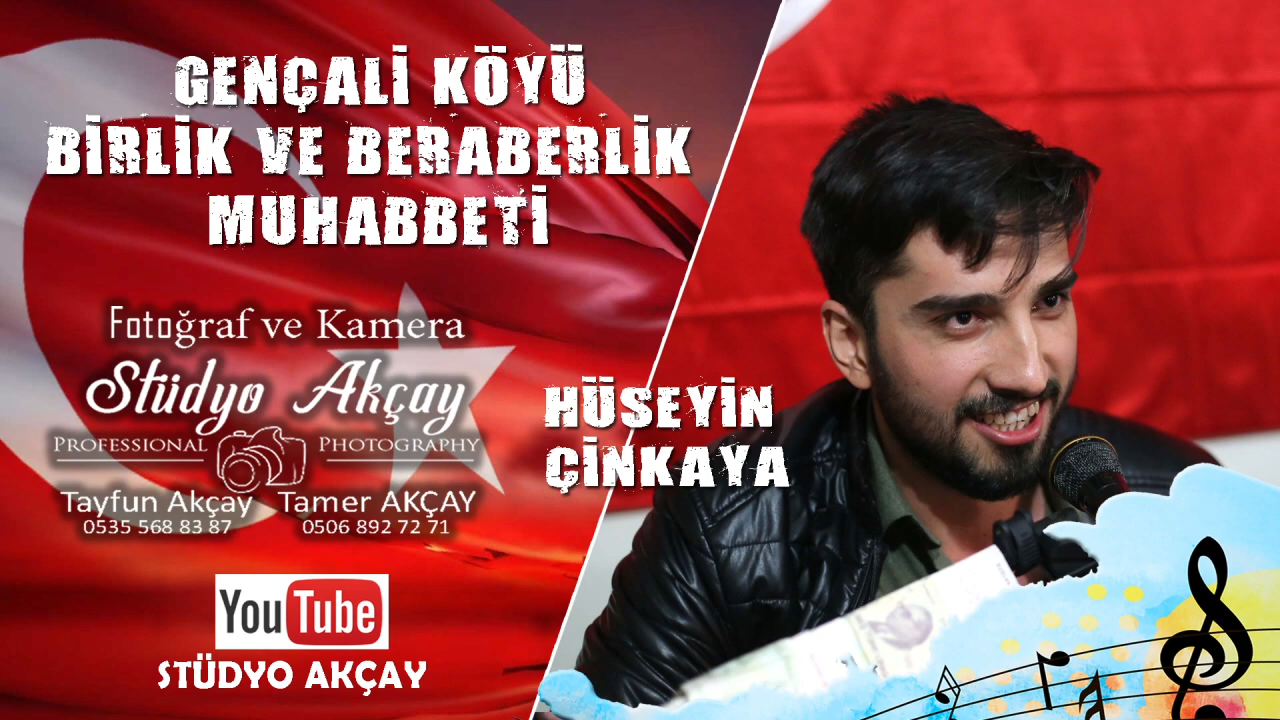 GENÇALİ KÖYÜ
BİRLİK VE BERABERLİK
MUHABBETİ
Fotoğraf ve Kamera
Stüdyo Akçay
PROFESSIONAL PHOTOGRAPHY
Tayfun Akçay Tamer AKÇAY
0535 568 83 87 0506 892 72 71
HÜSEYİN
ÇİNKAYA
YouTube
STÜDYO AKÇAY